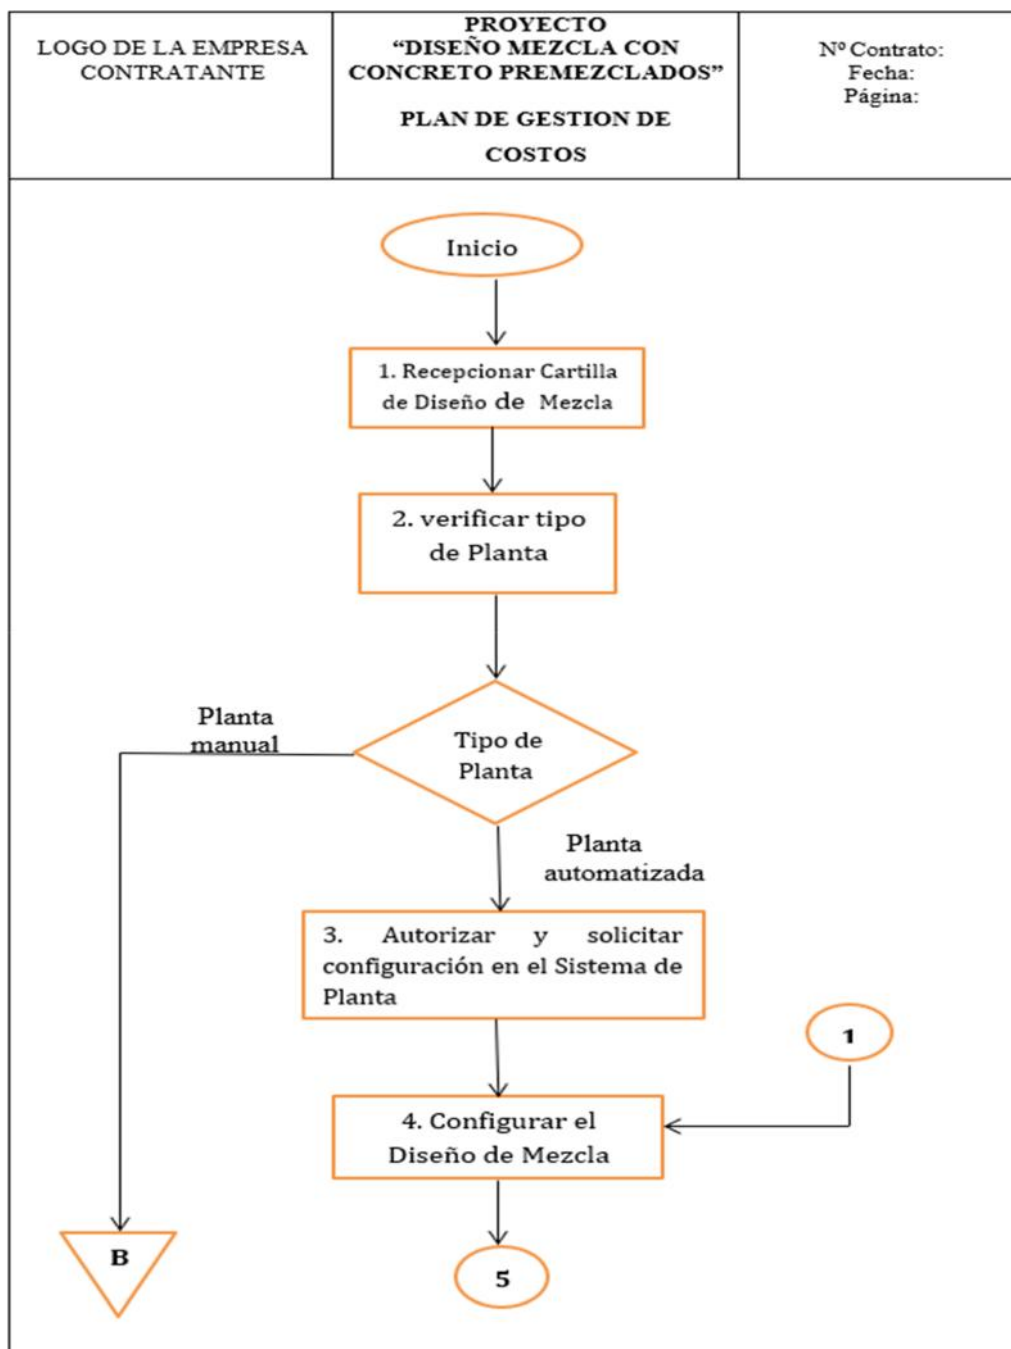 LOGO DE LA EMPRESA
CONTRATANTE
PROYECTO
“DISEÑO MEZCLA CON
CONCRETO PREMEZCLADOS”
PLAN DE GESTION DE
COSTOS
Nº Contrato:
Fecha:
Página:
Inicio
1. Recepcionar Cartilla
de Diseño de Mezcla
2. verificar tipo
de Planta
Planta
manual
Tipo de
Planta
Planta
automatizada
3. Autorizar y solicitar
configuración en el Sistema de
Planta
1
4. Configurar el
Diseño de Mezcla
B
5